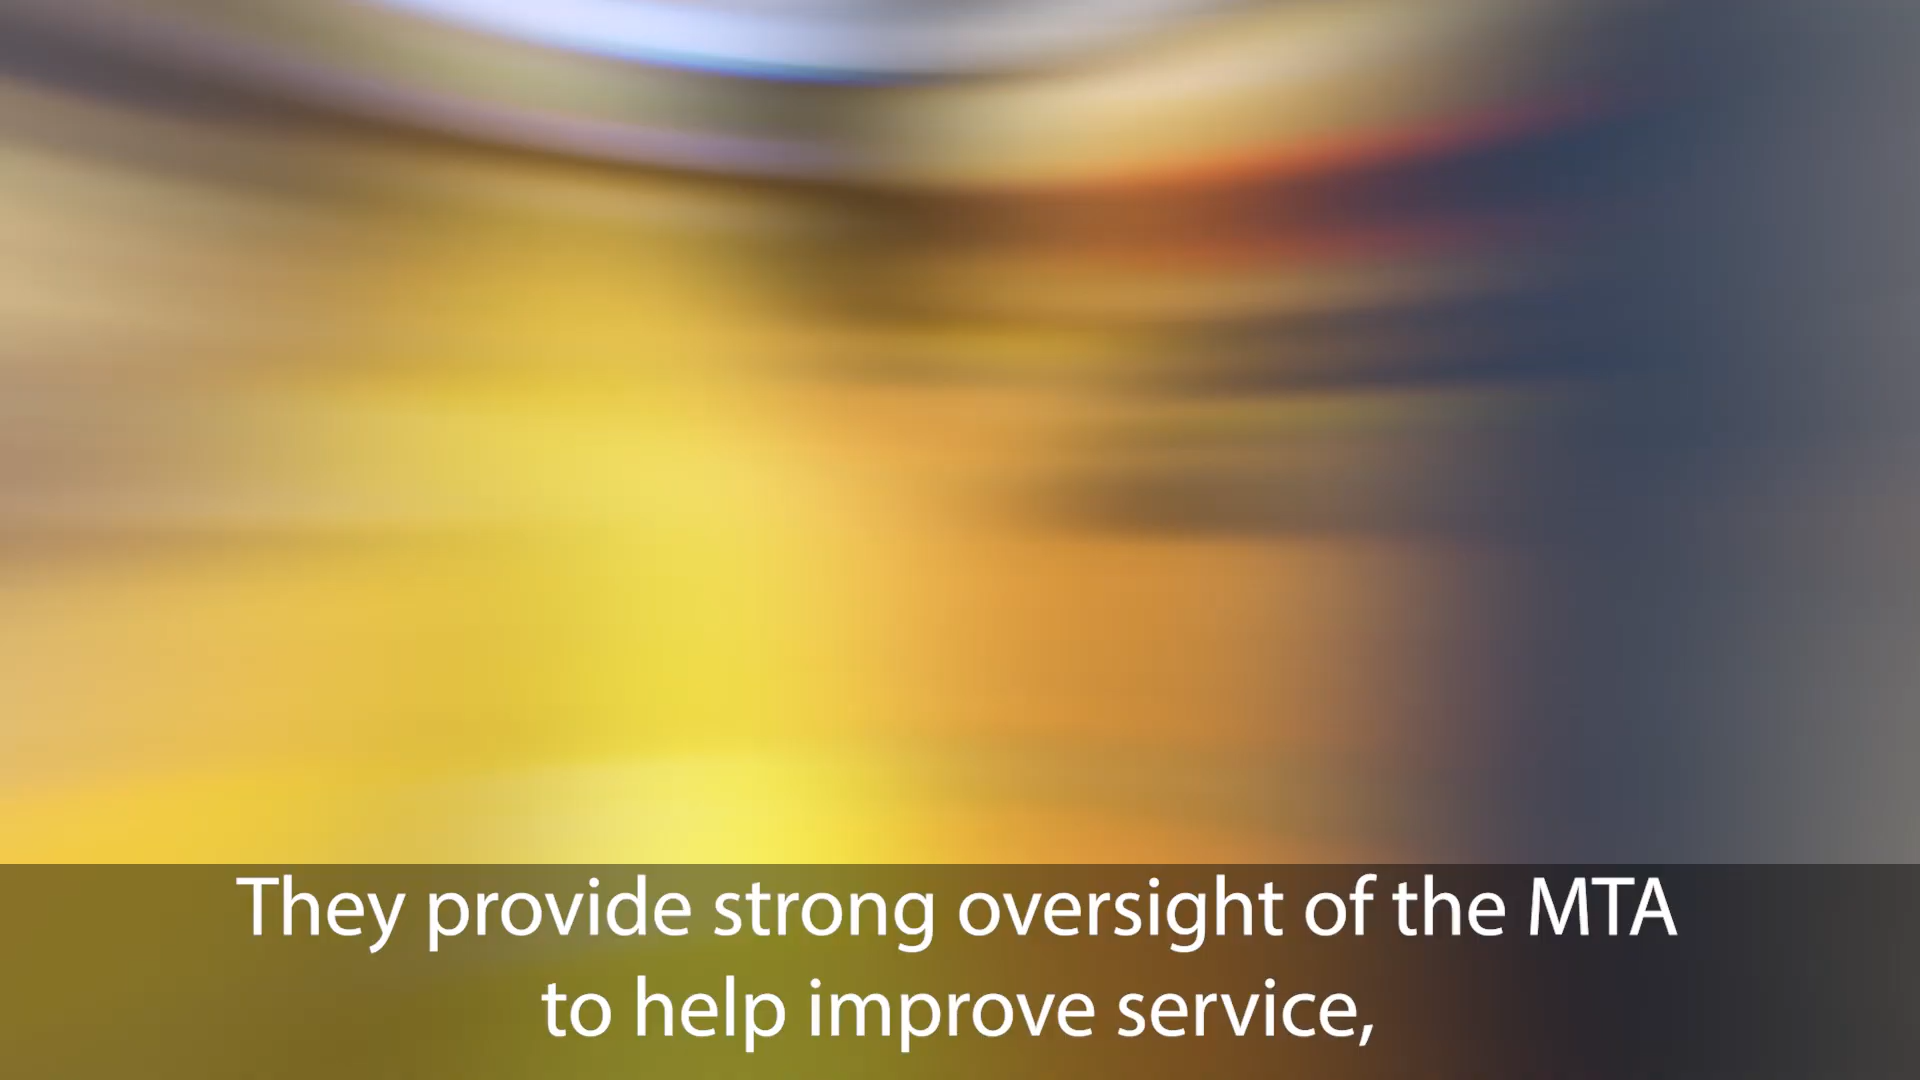 They provide strong oversight of the MTA
to help improve service,